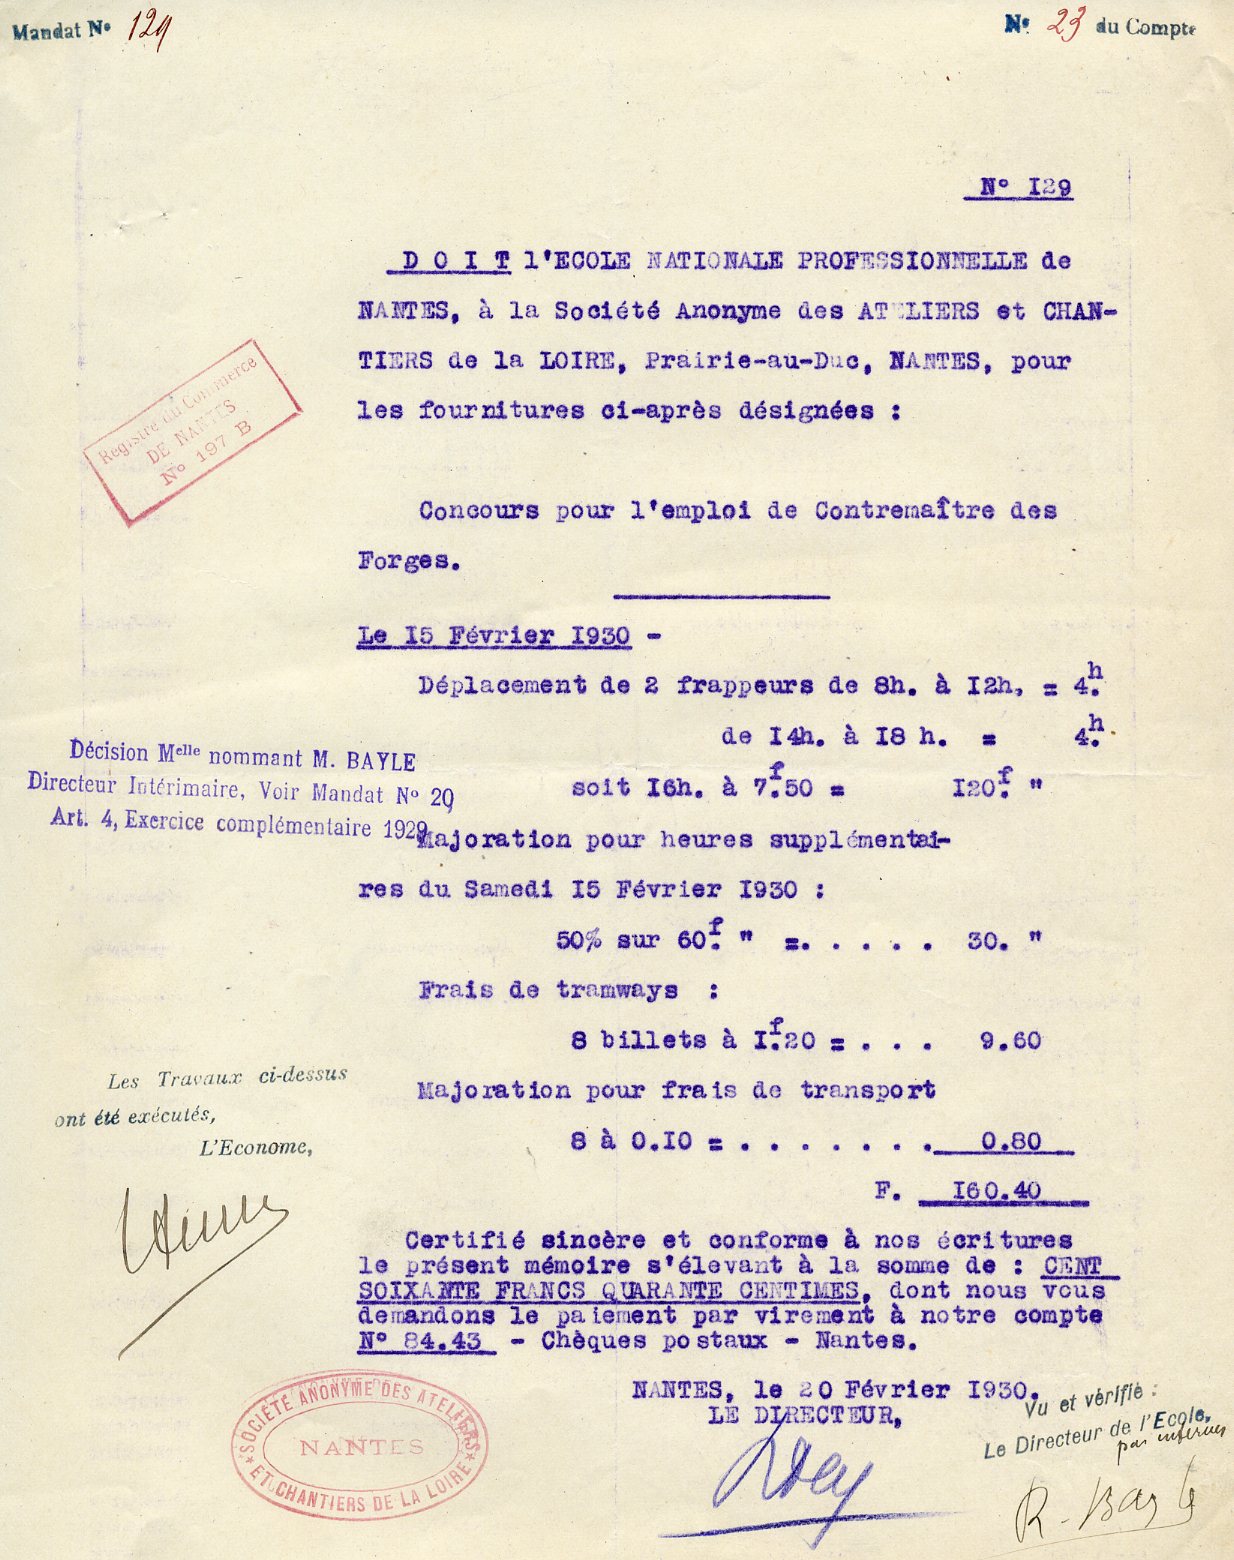 Mandat Nº 129
Nº 23 du Compte
Nº I29
D O I T l'ECOLE NATIONALE PROFESSIONNELLE de
NANTES, à la Société Anonyme des ATELIERS et CHAN-
TIERS de la LOIRE, Prairie-au-Duc, NANTES, pour
les fournitures ci-après désignées :
Registre du Commerce
DE NANTES
Nº 197 B
Concours pour l'emploi de Contremaître des
Forges.
Le I5 Février I930 -
Déplacement de 2 frappeurs de 8h. à I2h, = 4.h
de I4h. à I8 h. = 4.h
soit I6h. à 7.f50 = I20.f "
Décision Melle nommant M. BAYLE
Directeur Intérimaire, Voir Mandat Nº 29
Art. 4, Exercice complémentaire 1929
Majoration pour heures supplémentai-
res du Samedi I5 Février I930 :
50% sur 60.f " =. . . . . 30. "
Frais de tramways :
8 billets à I.f20 = . . . 9.60
Majoration pour frais de transport
8 à 0.I0 = . . . . . . . 0.80
F. I60.40
Les Travaux ci-dessus
ont été exécutés,
L'Econome,
Certifié sincère et conforme à nos écritures
le présent mémoire s'élevant à la somme de : CENT
SOIXANTE FRANCS QUARANTE CENTIMES, dont nous vous
demandons le paiement par virement à notre compte
Nº 84.43 - Chèques postaux - Nantes.
NANTES, le 20 Février I930.
LE DIRECTEUR,
SOCIÉTÉ ANONYME DES ATELIERS
NANTES
ET CHANTIERS DE LA LOIRE
Vu et vérifié :
Le Directeur de l'Ecole,
par intérim
R. Bayle